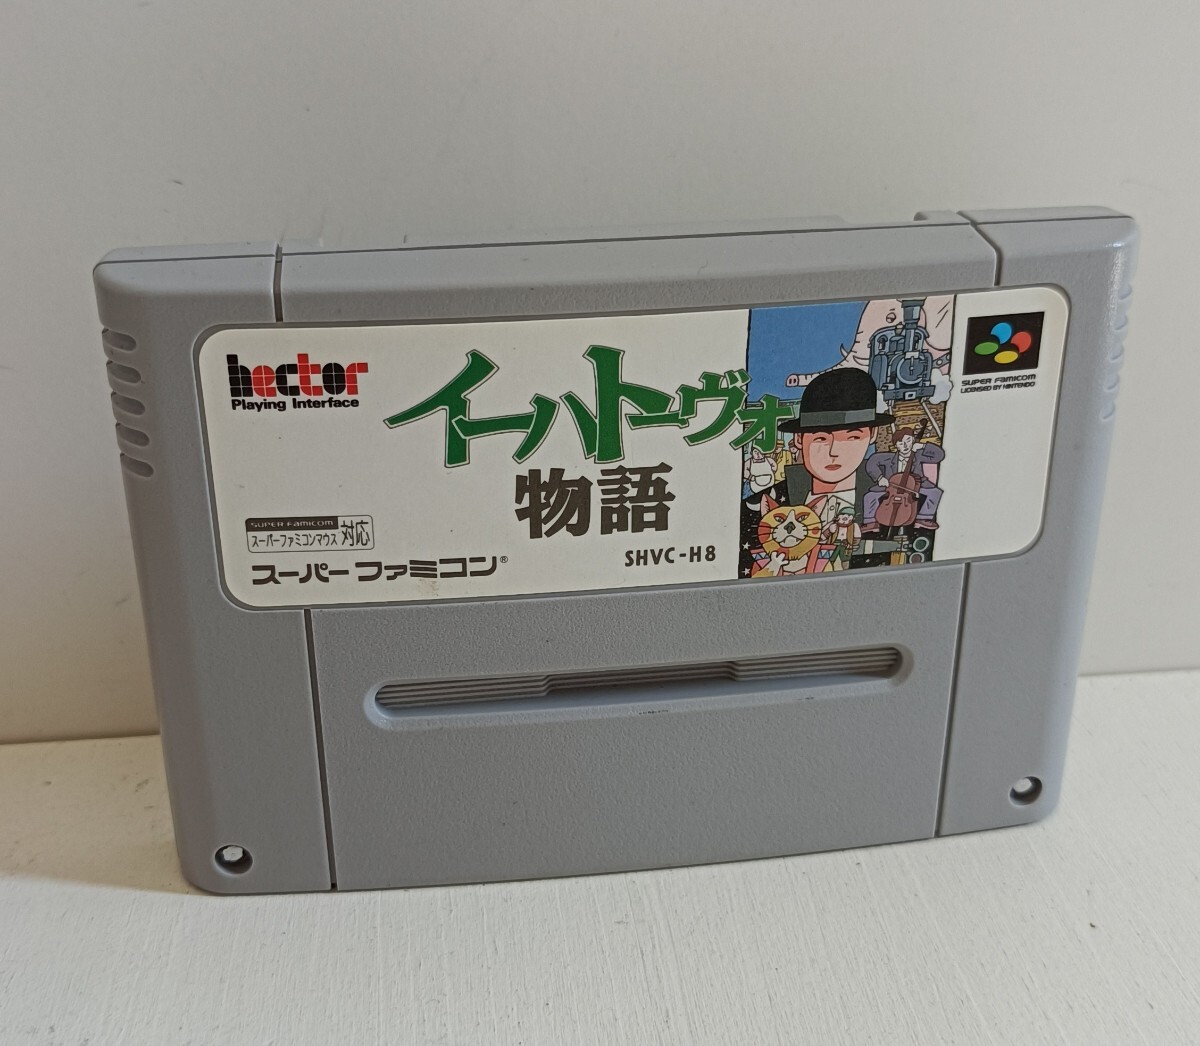 hector
Playing Interface
イーハトーヴォ
物語
SUPER FAMICOM
スーパーファミコンマウス 対応
スーパーファミコン®
SHVC-H8
SUPER FAMICOM
LICENSED BY NINTENDO